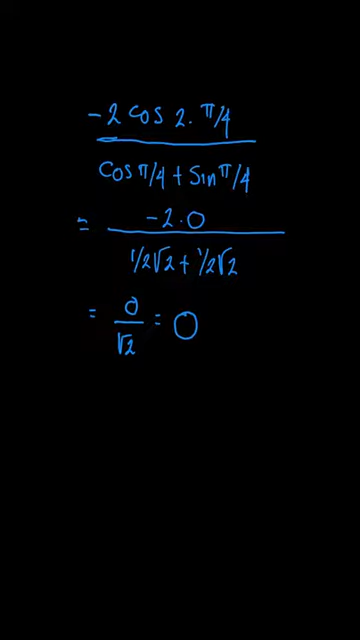 -2 cos 2. π/4
cos π/4 + sin π/4
= -2.0
1/2√2 + 1/2√2
= 0 = 0
√2